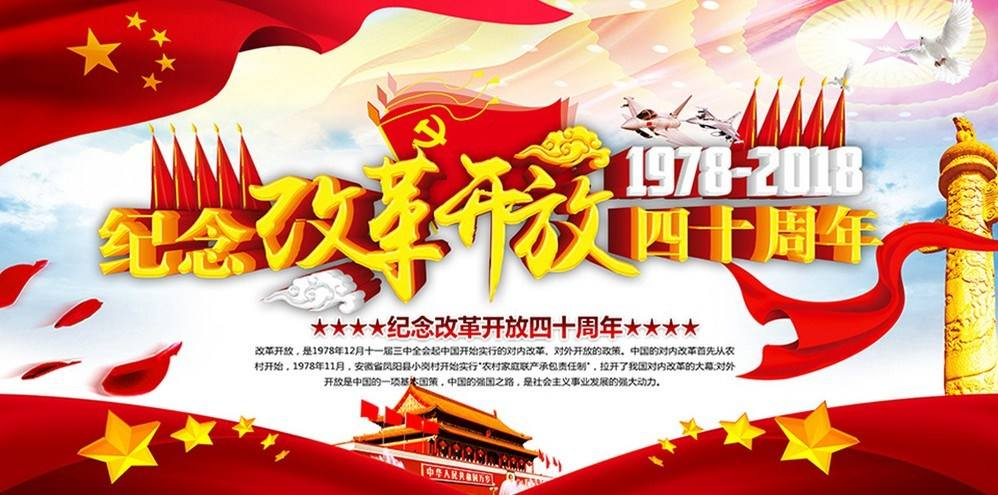 1978-2018
纪念改革开放四十周年
★★★★纪念改革开放四十周年★★★★
改革开放，是1978年12月十一届三中全会起中国开始实行的对内改革、对外开放的政策。中国的对内改革首先从农
村开始，1978年11月，安徽省凤阳县小岗村开始实行“农村家庭联产承包责任制”，拉开了我国对内改革的大幕;对外
开放是中国的一项基本国策，中国的强国之路，是社会主义事业发展的强大动力。
中华人民共和国万岁